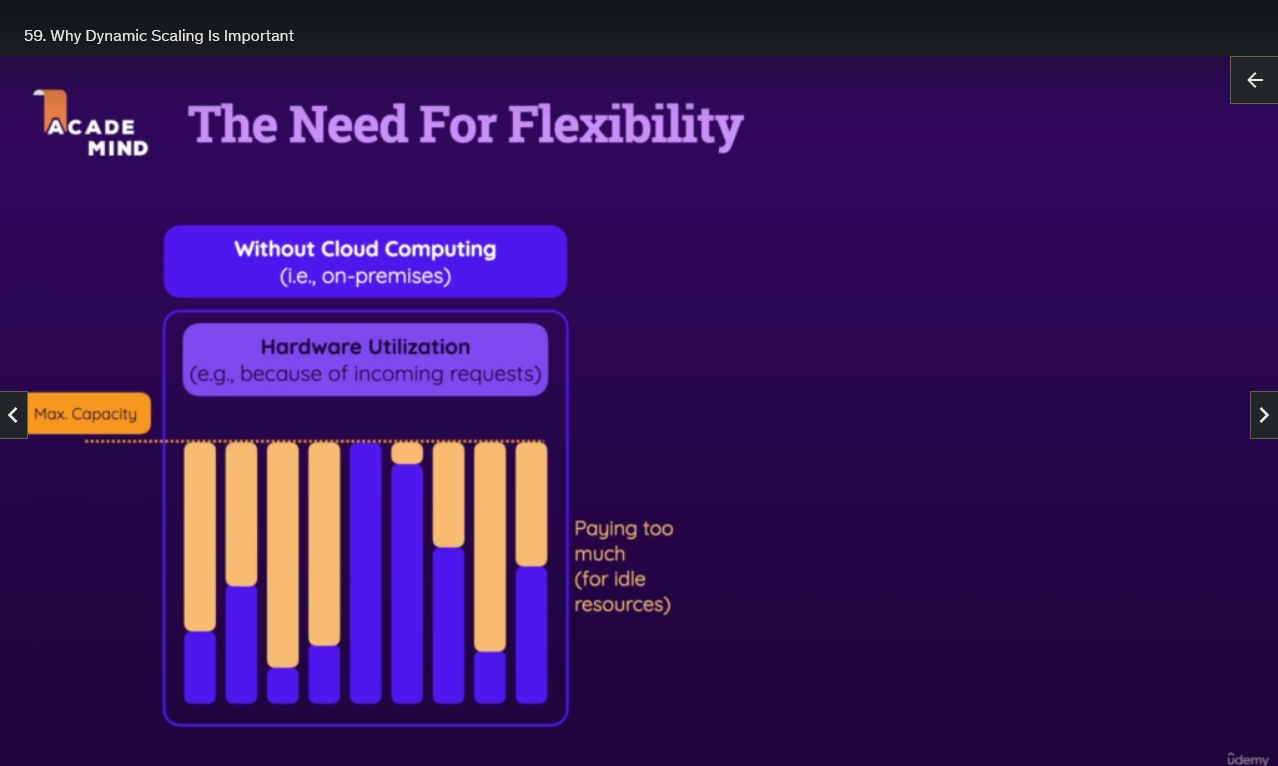 59. Why Dynamic Scaling Is Important
ACADE
MIND
The Need For Flexibility
Without Cloud Computing
(i.e., on-premises)
Hardware Utilization
(e.g., because of incoming requests)
Max. Capacity
Paying too
much
(for idle
resources)
ûdemy